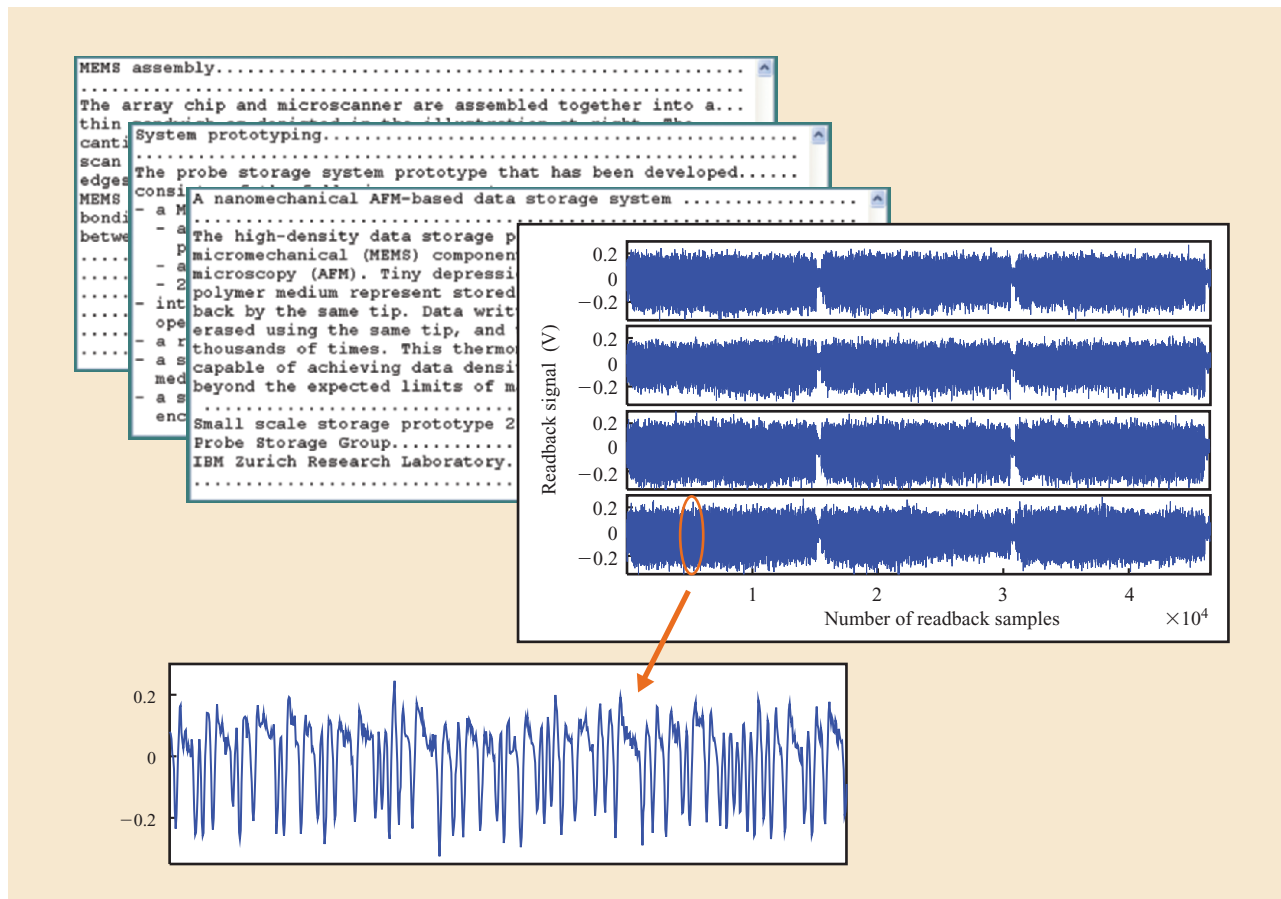 MEMS assembly...................................................
................................................................
The array chip and microscanner are assembled together into a...
thin
canti
scan
edges
MEMS
bondi
betwe
.....
.....
.....
.....
.....
.....
System prototyping..............................................
................................................................
The probe storage system prototype that has been developed......
consi
- a M
- a
p
- a
- 2
- int
ope
- a r
- a s
med
- a s
enc
A nanomechanical AFM-based data storage system .................
................................................................
The high-density data storage p
micromechanical (MEMS) componen
microscopy (AFM). Tiny depressi
polymer medium represent stored
back by the same tip. Data writ
erased using the same tip, and
thousands of times. This thermo
capable of achieving data densi
beyond the expected limits of m
...............................
Small scale storage prototype 2
Probe Storage Group............
IBM Zurich Research Laboratory.
...............................
Readback signal (V)
0.2
0
−0.2
0.2
0
−0.2
0.2
0
−0.2
0.2
0
−0.2
1 2 3 4
Number of readback samples ×10⁴
0.2
0
−0.2